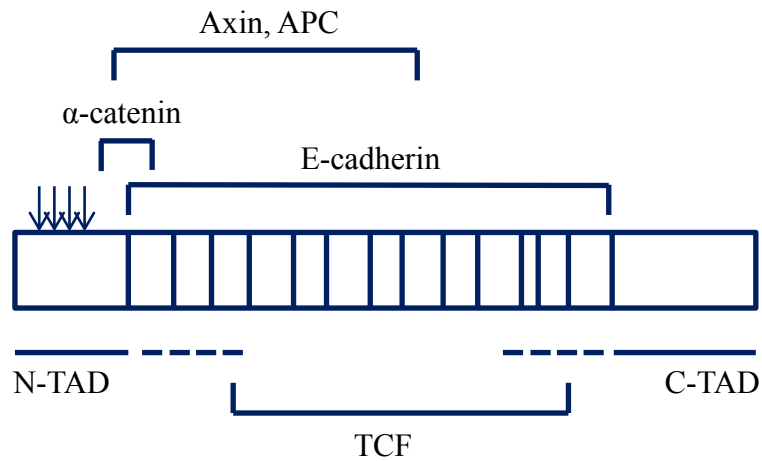 Axin, APC
α-catenin
E-cadherin
N-TAD
C-TAD
TCF